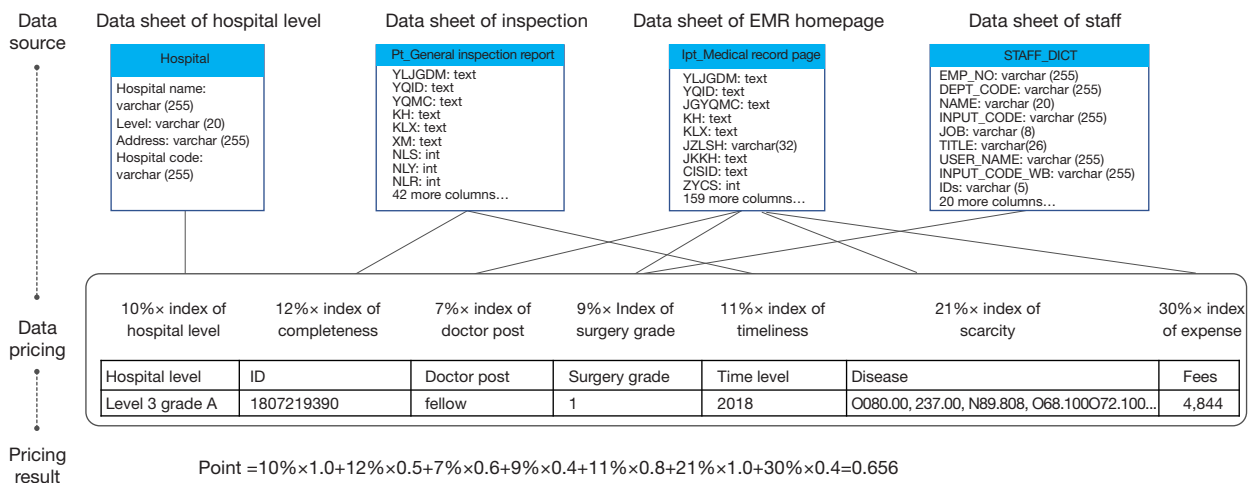 Data source
Data sheet of hospital level
Data sheet of inspection
Data sheet of EMR homepage
Data sheet of staff
Hospital
Hospital name:
varchar (255)
Level: varchar (20)
Address: varchar (255)
Hospital code:
varchar (255)
Pt_General inspection report
YLJGDM: text
YQID: text
YQMC: text
KH: text
KLX: text
XM: text
NLS: int
NLY: int
NLR: int
42 more columns...
Ipt_Medical record page
YLJGDM: text
YQID: text
JGYQMC: text
KH: text
KLX: text
JZLSH: varchar(32)
JKKH: text
CISID: text
ZYCS: int
159 more columns...
STAFF_DICT
EMP_NO: varchar (255)
DEPT_CODE: varchar (255)
NAME: varchar (20)
INPUT_CODE: varchar (255)
JOB: varchar (8)
TITLE: varchar(26)
USER_NAME: varchar (255)
INPUT_CODE_WB: varchar (255)
IDs: varchar (5)
20 more columns...
Data
pricing
10%× index of
hospital level
12%× index of
completeness
7%× index of
doctor post
9%× Index of
surgery grade
11%× index of
timeliness
21%× index of
scarcity
30%× index
of expense
Hospital level ID Doctor post Surgery grade Time level Disease Fees
Level 3 grade A 1807219390 fellow 1 2018 O080.00, 237.00, N89.808, O68.100O72.100... 4,844
Pricing
result
Point =10%×1.0+12%×0.5+7%×0.6+9%×0.4+11%×0.8+21%×1.0+30%×0.4=0.656